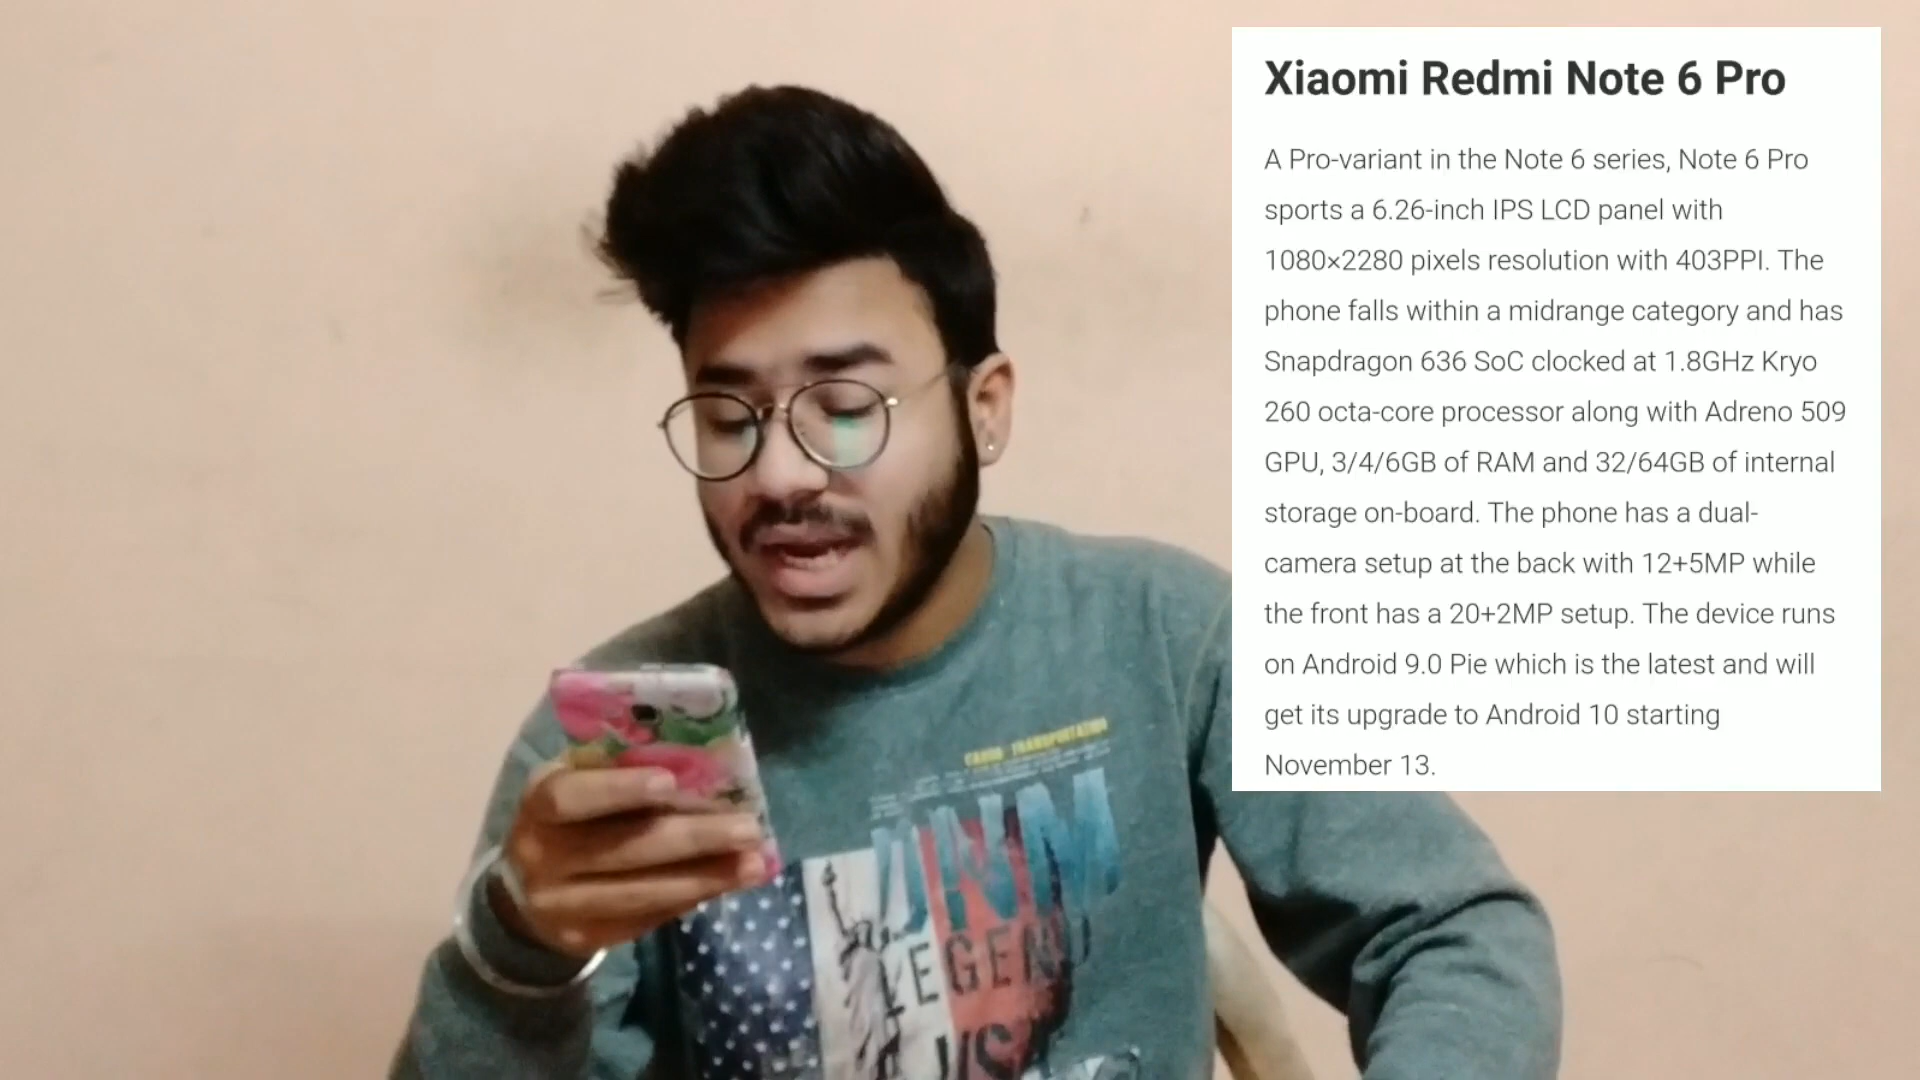 Xiaomi Redmi Note 6 Pro
A Pro-variant in the Note 6 series, Note 6 Pro
sports a 6.26-inch IPS LCD panel with
1080×2280 pixels resolution with 403PPI. The
phone falls within a midrange category and has
Snapdragon 636 SoC clocked at 1.8GHz Kryo
260 octa-core processor along with Adreno 509
GPU, 3/4/6GB of RAM and 32/64GB of internal
storage on-board. The phone has a dual-
camera setup at the back with 12+5MP while
the front has a 20+2MP setup. The device runs
on Android 9.0 Pie which is the latest and will
get its upgrade to Android 10 starting
November 13.
DNM
LEGEND
USA